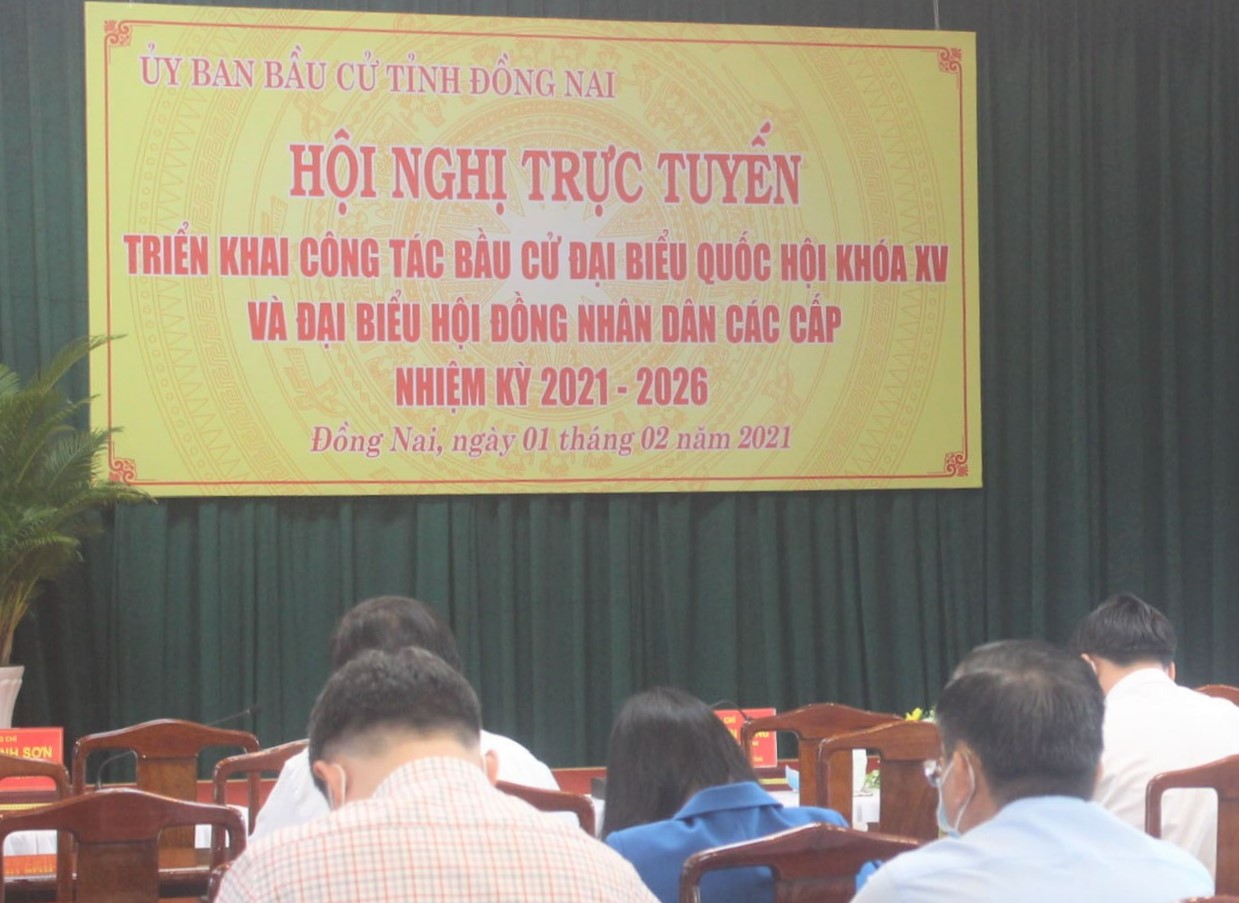 ỦY BAN BẦU CỬ TỈNH ĐỒNG NAI
HỘI NGHỊ TRỰC TUYẾN
TRIỂN KHAI CÔNG TÁC BẦU CỬ ĐẠI BIỂU QUỐC HỘI KHÓA XV
VÀ ĐẠI BIỂU HỘI ĐỒNG NHÂN DÂN CÁC CẤP
NHIỆM KỲ 2021 - 2026
Đồng Nai, ngày 01 tháng 02 năm 2021
SƠN